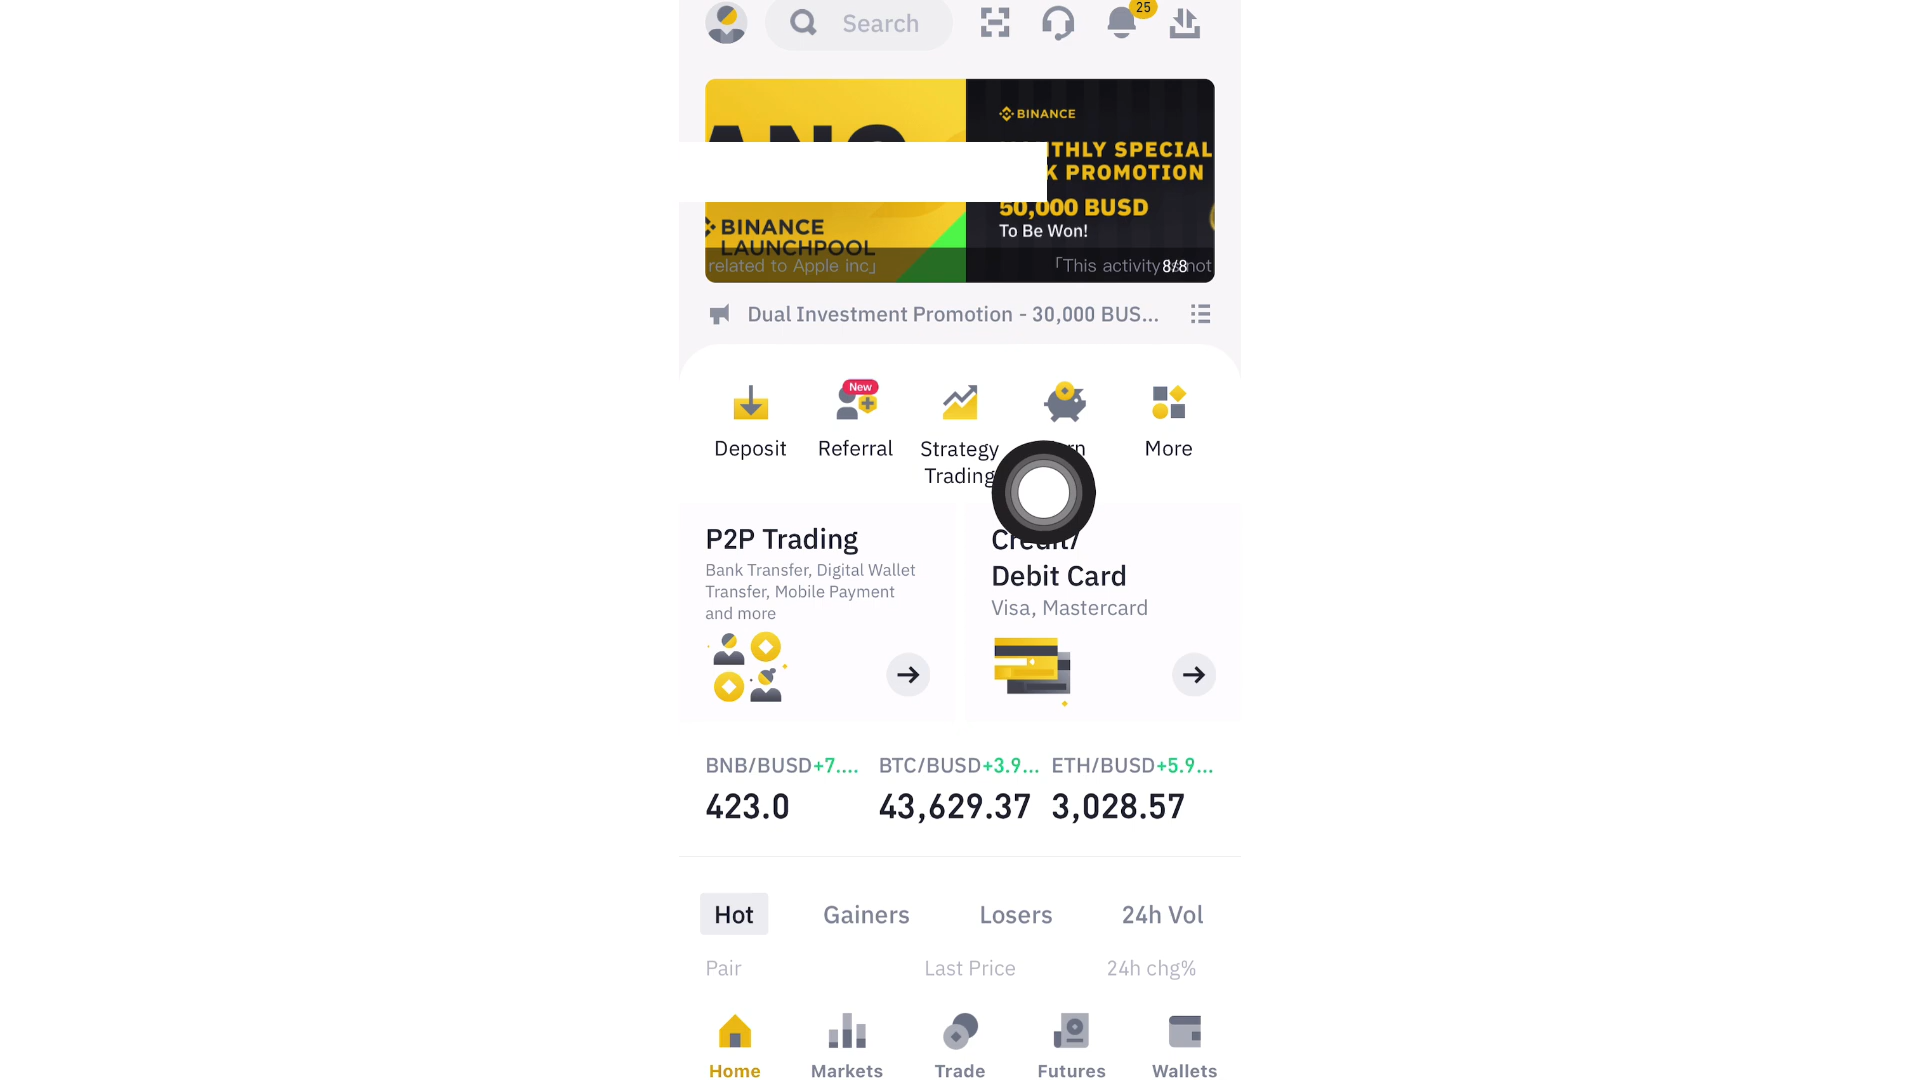 25
Search
BINANCE
THLY SPECIAL
K PROMOTION
50,000 BUSD
To Be Won!
BINANCE
LAUNCHPOOL
related to Apple inc」
「This activity
not
8/8
Dual Investment Promotion - 30,000 BUS...
New
Deposit
Referral
Strategy
Trading
More
P2P Trading
Bank Transfer, Digital Wallet
Transfer, Mobile Payment
and more
Credit/
Debit Card
Visa, Mastercard
BNB/BUSD+7....
BTC/BUSD+3.9...
ETH/BUSD+5.9...
423.0
43,629.37
3,028.57
Hot
Gainers
Losers
24h Vol
Pair
Last Price
24h chg%
Home
Markets
Trade
Futures
Wallets